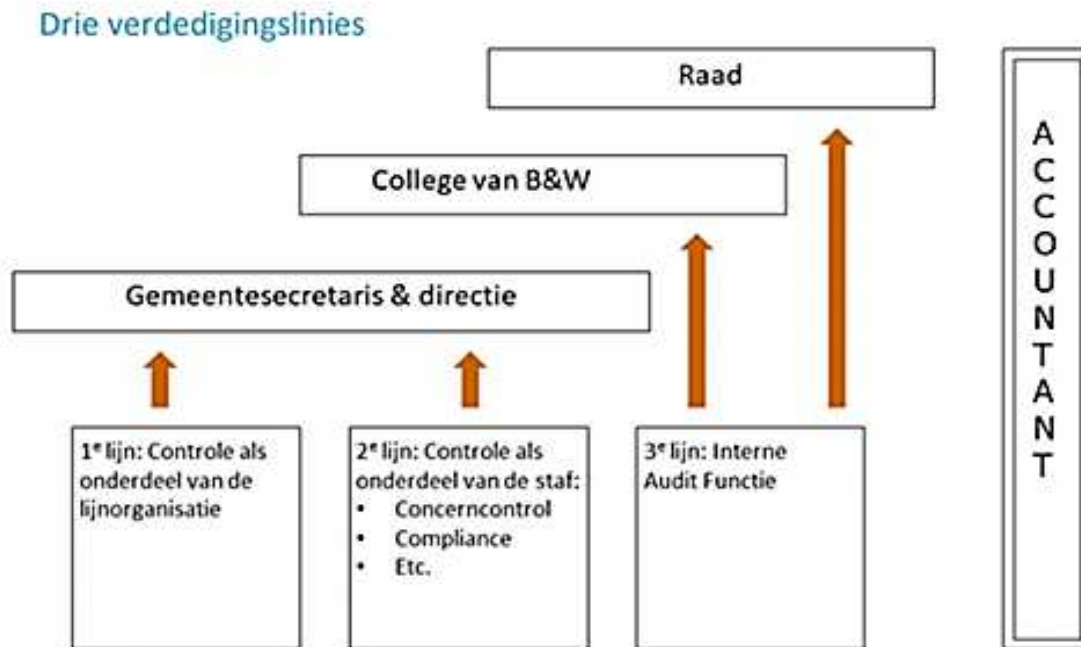 Drie verdedigingslinies
Raad
College van B&W
Gemeentesecretaris & directie
1e lijn: Controle als
onderdeel van de
lijnorganisatie
2e lijn: Controle als
onderdeel van de staf:
• Concerncontrol
• Compliance
• Etc.
3e lijn: Interne
Audit Functie
A
C
C
O
U
N
T
A
N
T